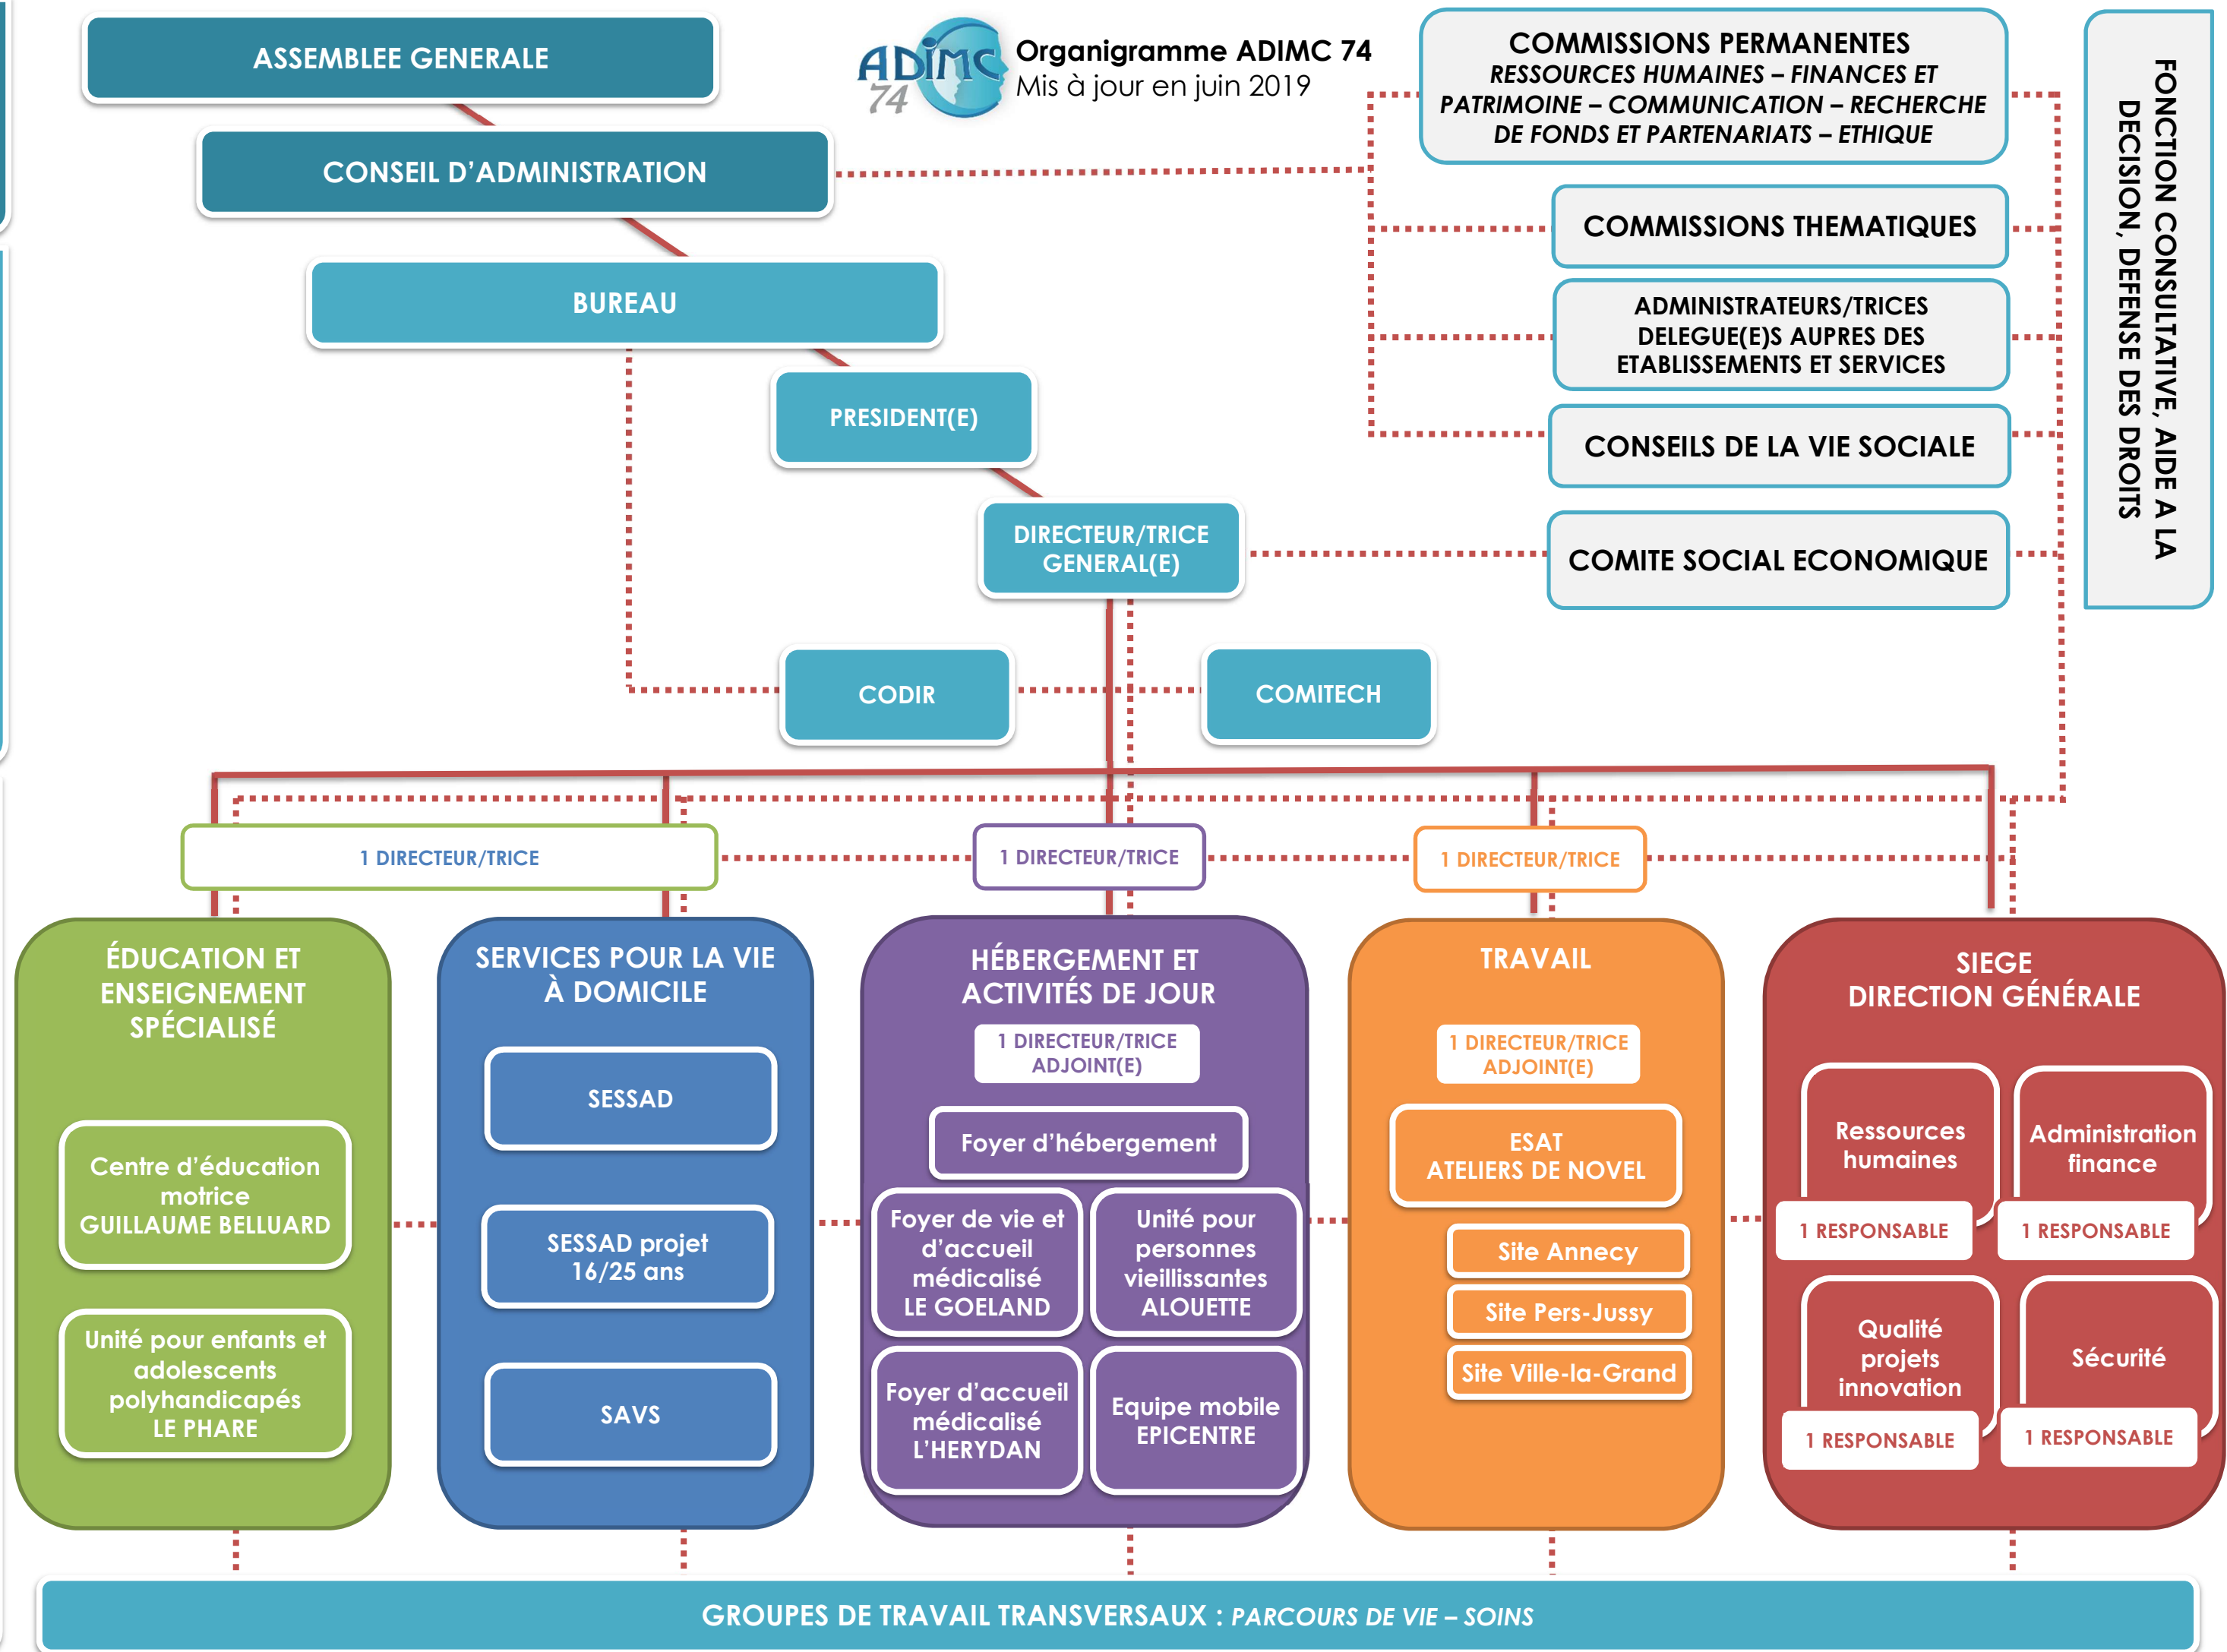 ASSEMBLEE GENERALE
ADIMC
74
Organigramme ADIMC 74
Mis à jour en juin 2019
CONSEIL D'ADMINISTRATION
BUREAU
PRESIDENT(E)
DIRECTEUR/TRICE
GENERAL(E)
CODIR
COMITECH
COMMISSIONS PERMANENTES
RESSOURCES HUMAINES – FINANCES ET
PATRIMOINE – COMMUNICATION – RECHERCHE
DE FONDS ET PARTENARIATS – ETHIQUE
COMMISSIONS THEMATIQUES
ADMINISTRATEURS/TRICES
DELEGUE(E)S AUPRES DES
ETABLISSEMENTS ET SERVICES
CONSEILS DE LA VIE SOCIALE
COMITE SOCIAL ECONOMIQUE
FONCTION CONSULTATIVE, AIDE A LA
DECISION, DEFENSE DES DROITS
1 DIRECTEUR/TRICE
1 DIRECTEUR/TRICE
1 DIRECTEUR/TRICE
ÉDUCATION ET
ENSEIGNEMENT
SPÉCIALISÉ
Centre d'éducation
motrice
GUILLAUME BELLUARD
Unité pour enfants et
adolescents
polyhandicapés
LE PHARE
SERVICES POUR LA VIE
À DOMICILE
SESSAD
SESSAD projet
16/25 ans
SAVS
HÉBERGEMENT ET
ACTIVITÉS DE JOUR
1 DIRECTEUR/TRICE
ADJOINT(E)
Foyer d'hébergement
Foyer de vie et
d'accueil
médicalisé
LE GOELAND
Unité pour
personnes
vieillissantes
ALOUETTE
Foyer d'accueil
médicalisé
L'HERYDAN
Equipe mobile
EPICENTRE
TRAVAIL
1 DIRECTEUR/TRICE
ADJOINT(E)
ESAT
ATELIERS DE NOVEL
Site Annecy
Site Pers-Jussy
Site Ville-la-Grand
SIEGE
DIRECTION GÉNÉRALE
Ressources
humaines
1 RESPONSABLE
Administration
finance
1 RESPONSABLE
Qualité
projets
innovation
1 RESPONSABLE
Sécurité
1 RESPONSABLE
GROUPES DE TRAVAIL TRANSVERSAUX : PARCOURS DE VIE – SOINS